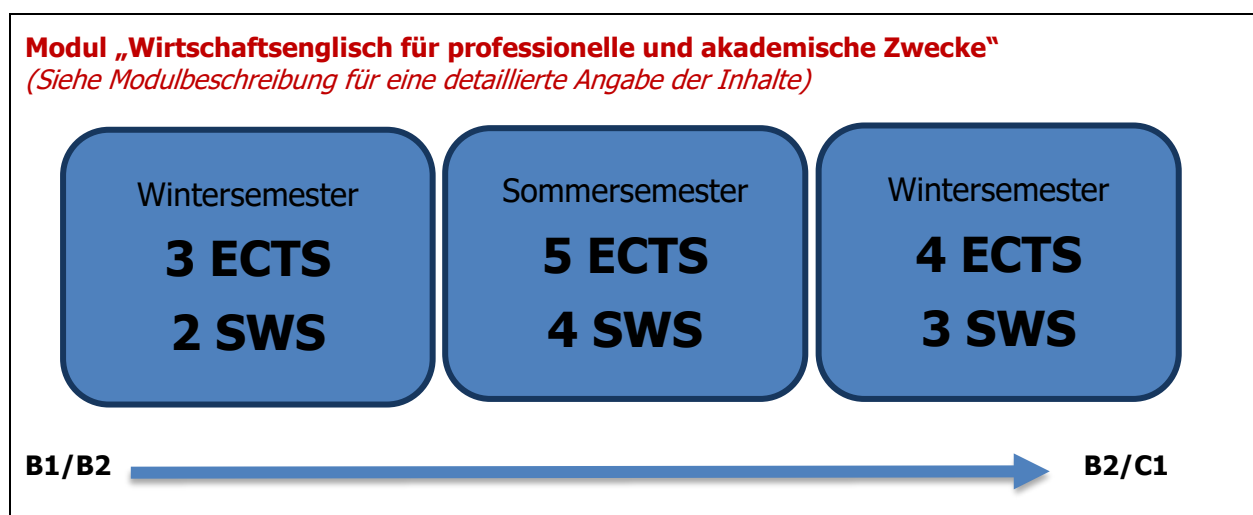 Modul „Wirtschaftsenglisch für professionelle und akademische Zwecke“
(Siehe Modulbeschreibung für eine detaillierte Angabe der Inhalte)
Wintersemester
3 ECTS
2 SWS
Sommersemester
5 ECTS
4 SWS
Wintersemester
4 ECTS
3 SWS
B1/B2
B2/C1